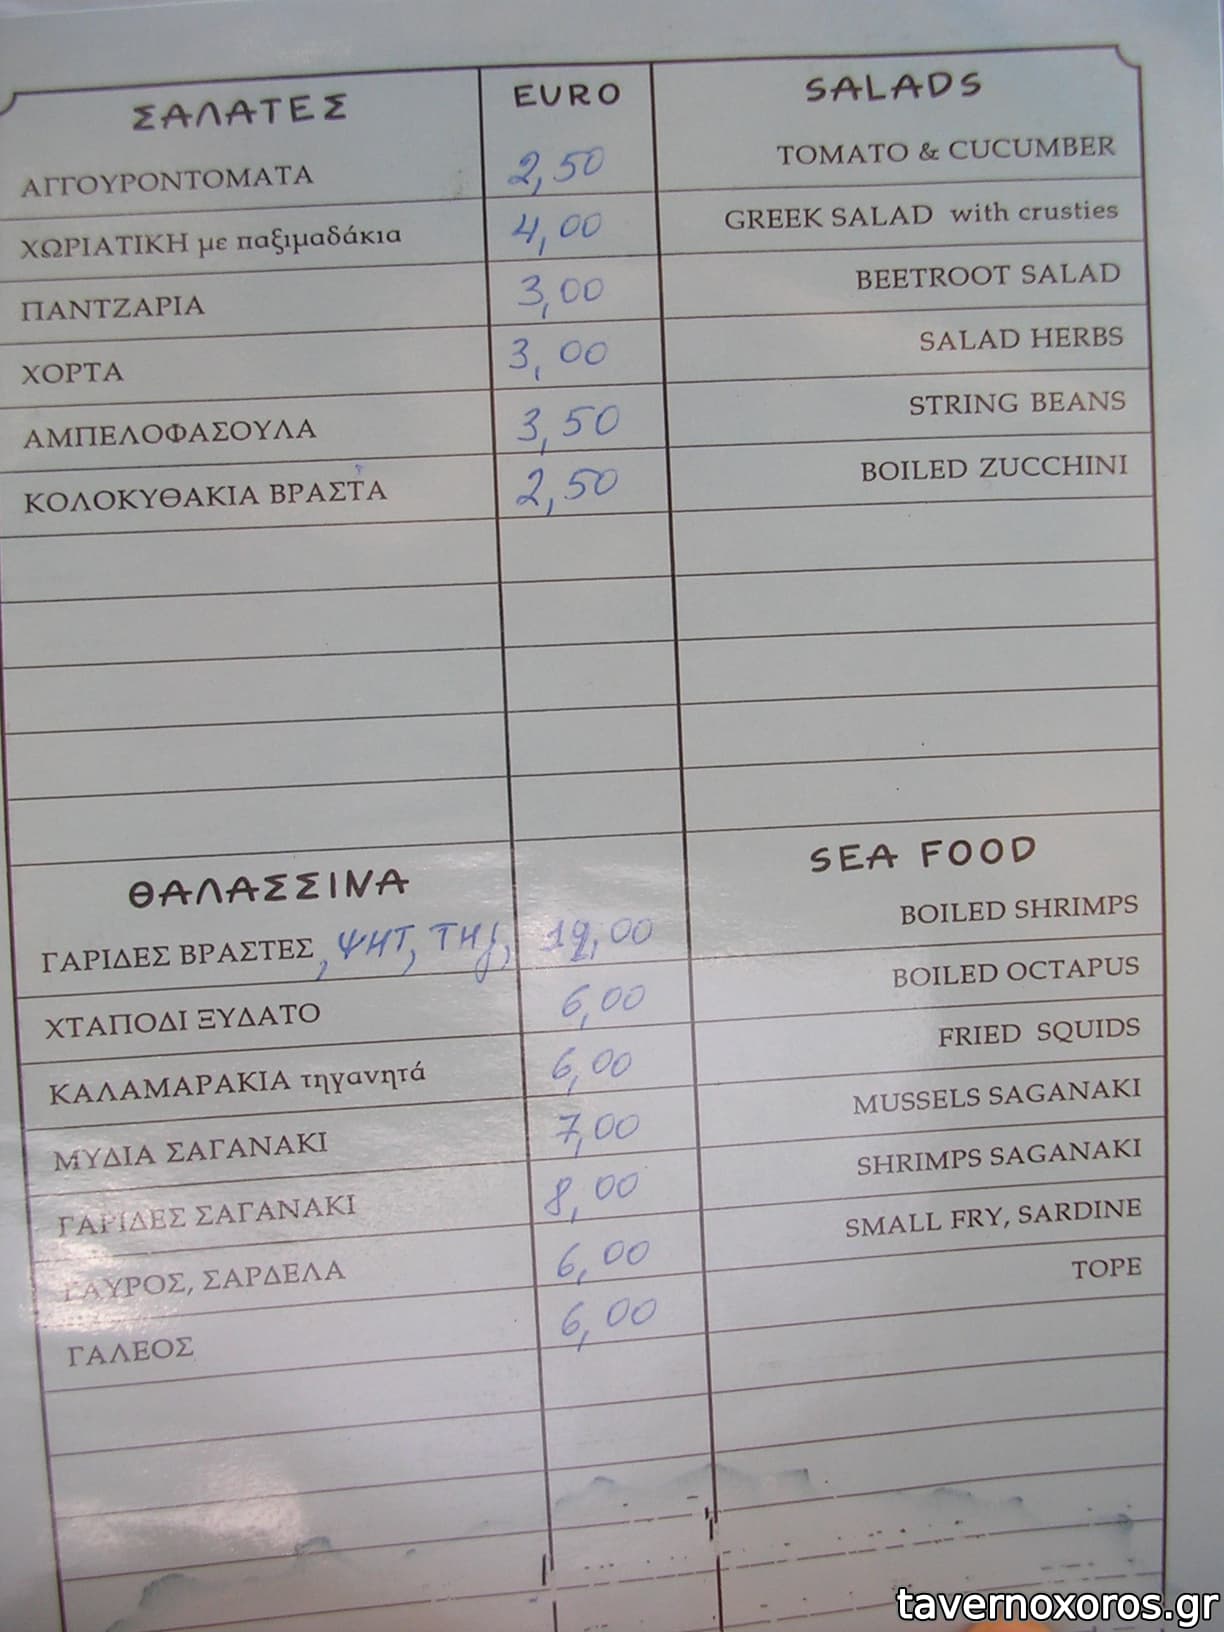 ΣΑΛΑΤΕΣ EURO SALADS
ΑΓΓΟΥΡΟΝΤΟΜΑΤΑ 2,50 TOMATO & CUCUMBER
ΧΩΡΙΑΤΙΚΗ με παξιμαδάκια 4,00 GREEK SALAD with crusties
ΠΑΝΤΖΑΡΙΑ 3,00 BEETROOT SALAD
ΧΟΡΤΑ 3,00 SALAD HERBS
ΑΜΠΕΛΟΦΑΣΟΥΛΑ 3,50 STRING BEANS
ΚΟΛΟΚΥΘΑΚΙΑ ΒΡΑΣΤΑ 2,50 BOILED ZUCCHINI
ΘΑΛΑΣΣΙΝΑ SEA FOOD
ΓΑΡΙΔΕΣ ΒΡΑΣΤΕΣ, ΨΗΤ, ΤΗΓ, BOILED SHRIMPS
ΧΤΑΠΟΔΙ ΞΥΔΑΤΟ 6,00 BOILED OCTAPUS
ΚΑΛΑΜΑΡΑΚΙΑ τηγανητά 6,00 FRIED SQUIDS
ΜΥΔΙΑ ΣΑΓΑΝΑΚΙ 7,00 MUSSELS SAGANAKI
ΓΑΡΙΔΕΣ ΣΑΓΑΝΑΚΙ 8,00 SHRIMPS SAGANAKI
ΓΑΥΡΟΣ, ΣΑΡΔΕΛΑ 6,00 SMALL FRY, SARDINE
ΓΑΛΕΟΣ 6,00 TOPE
tavernoxoros.gr